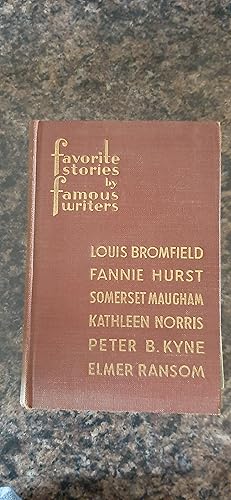 favorite
stories
by
famous
writers
LOUIS BROMFIELD
FANNIE HURST
SOMERSET MAUGHAM
KATHLEEN NORRIS
PETER B. KYNE
ELMER RANSOM